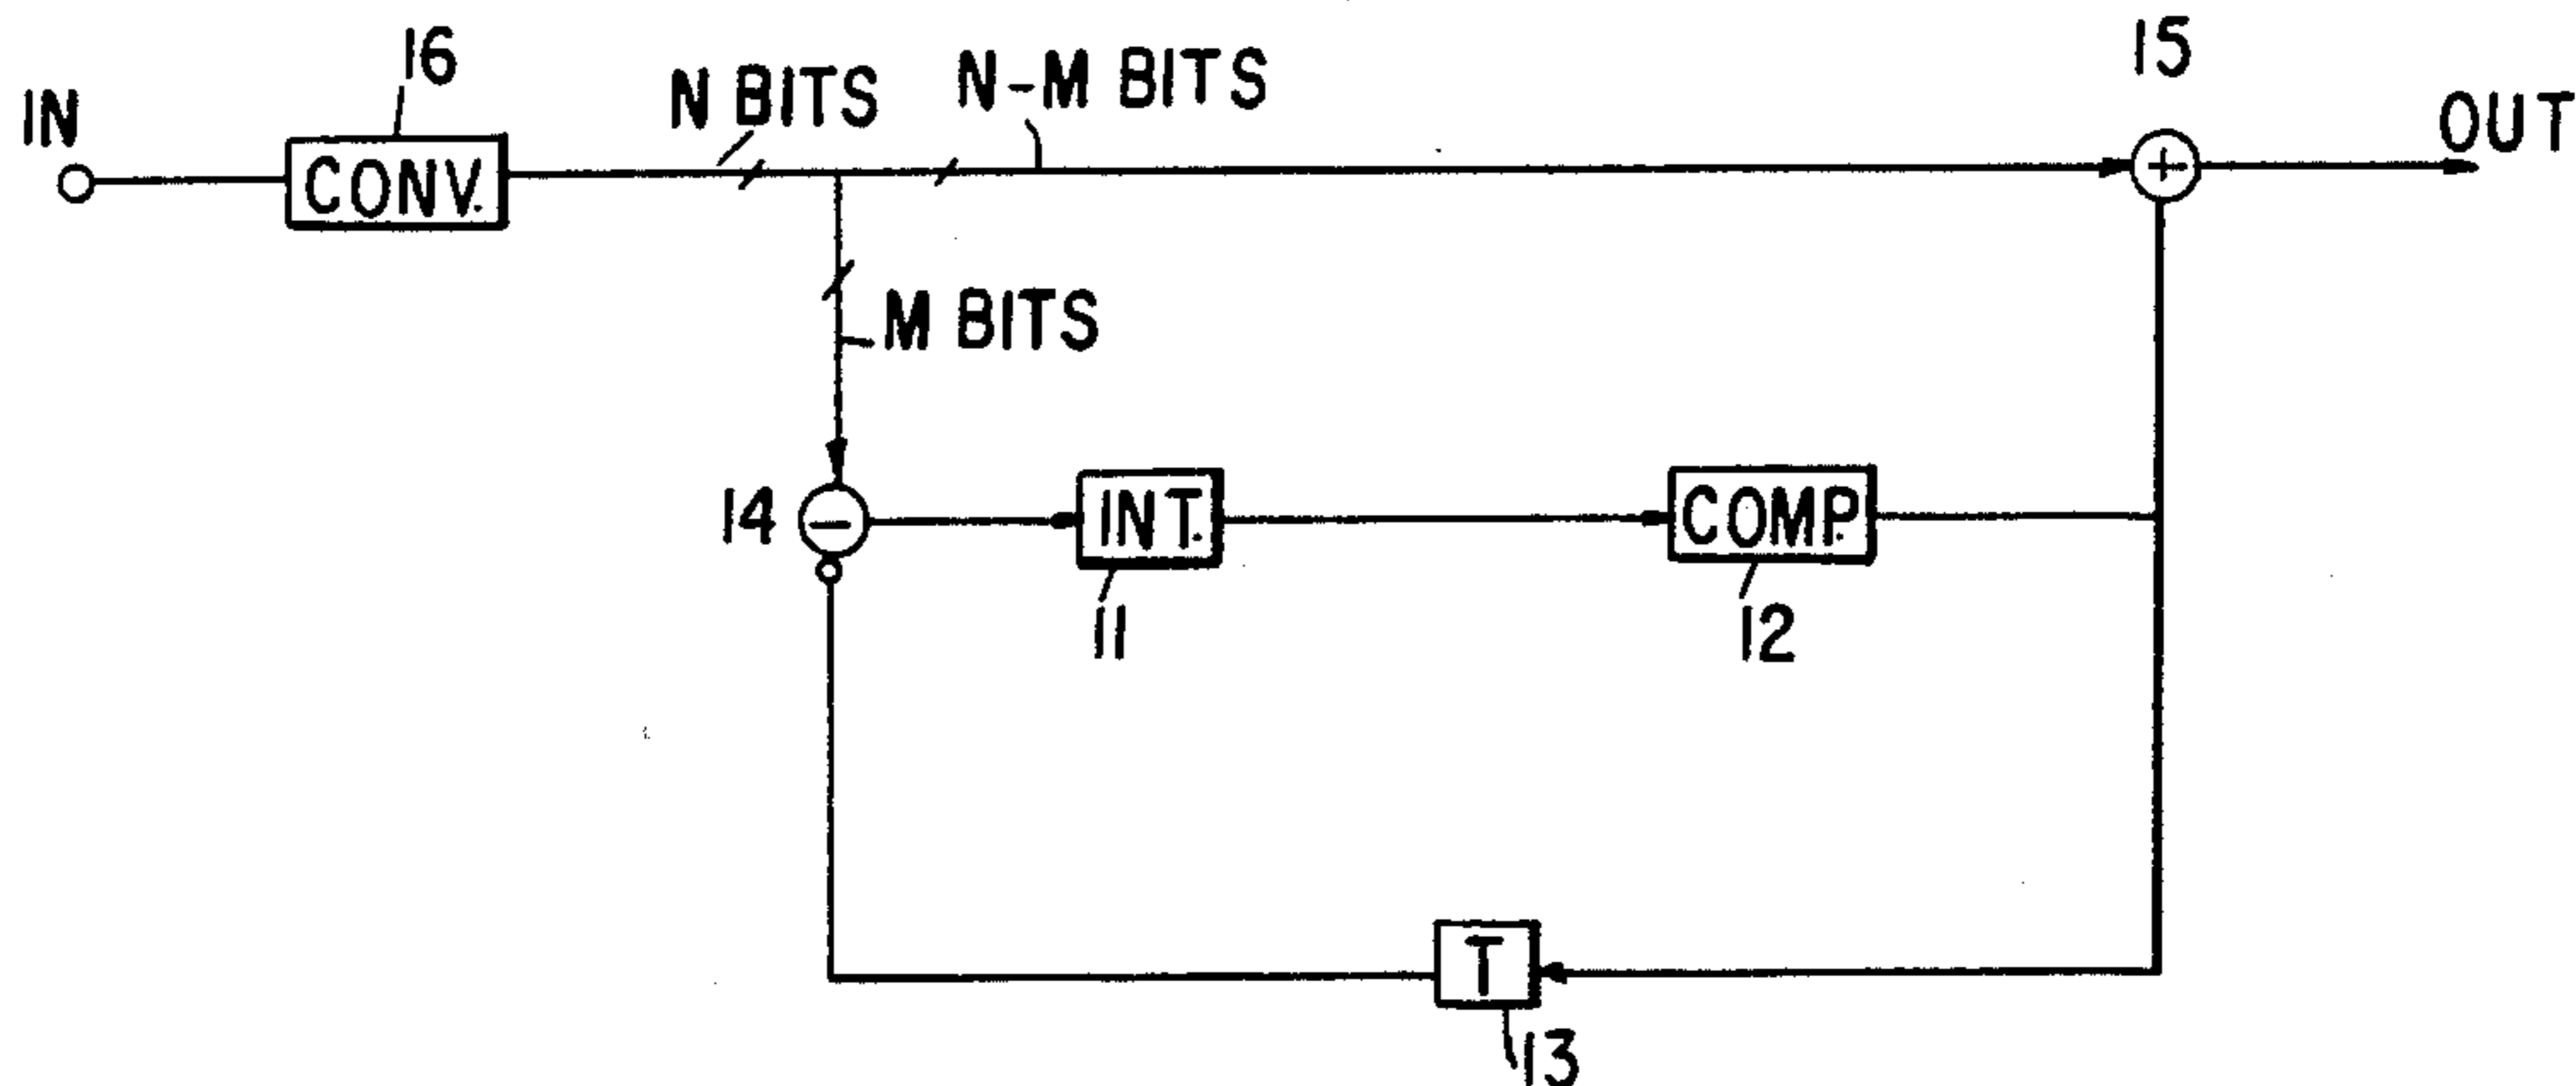 16
15
IN
N BITS
N-M BITS
OUT
CONV.
+
M BITS
14
-
INT.
COMP.
11
12
T
13